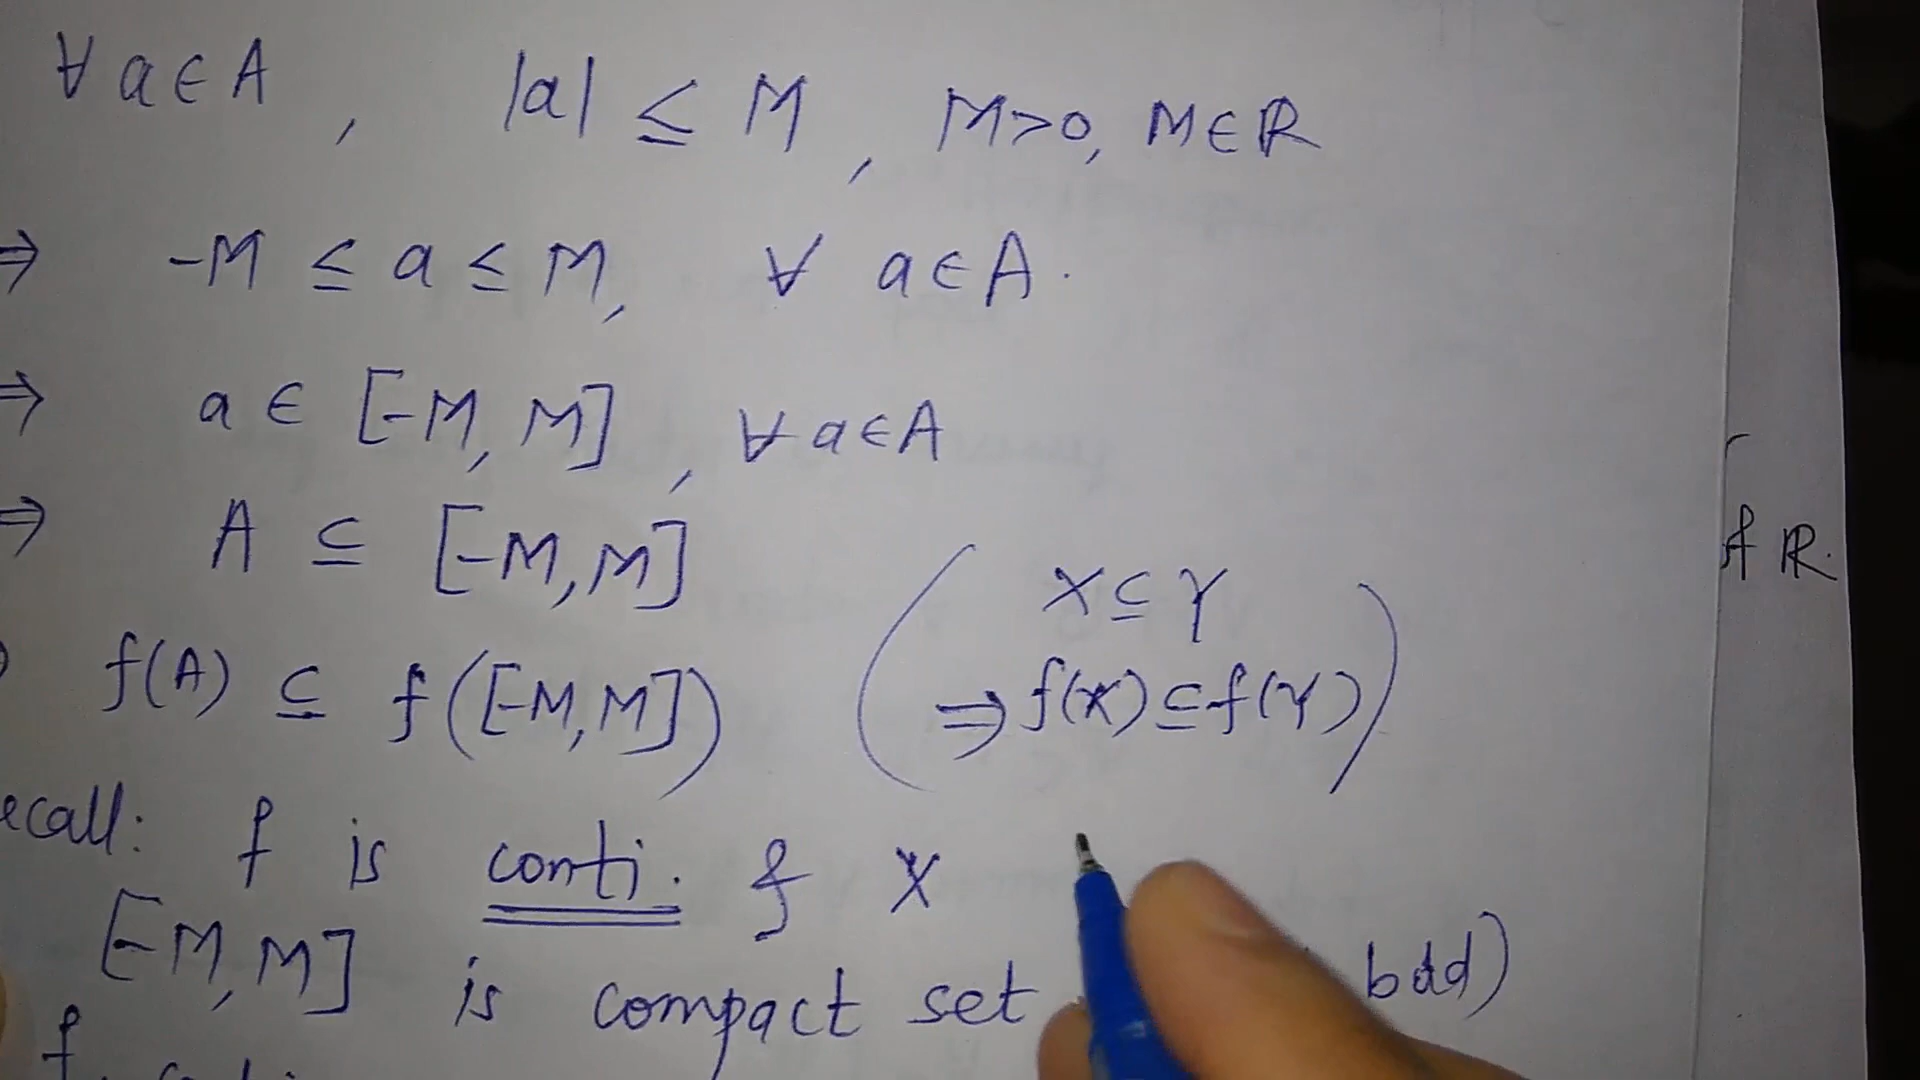 ∀ a∈A , |a| ≤ M , M>0, M∈ℝ
⇒ -M ≤ a ≤ M, ∀ a∈A.
⇒ a ∈ [-M, M] , ∀ a∈A
⇒ A ⊆ [-M, M]
f(A) ⊆ f([-M, M]) ( X ⊆ Y
⇒ f(X) ⊆ f(Y) )
ℝ.
ecall: f is conti. & X
[-M, M] is compact set bdd)
f